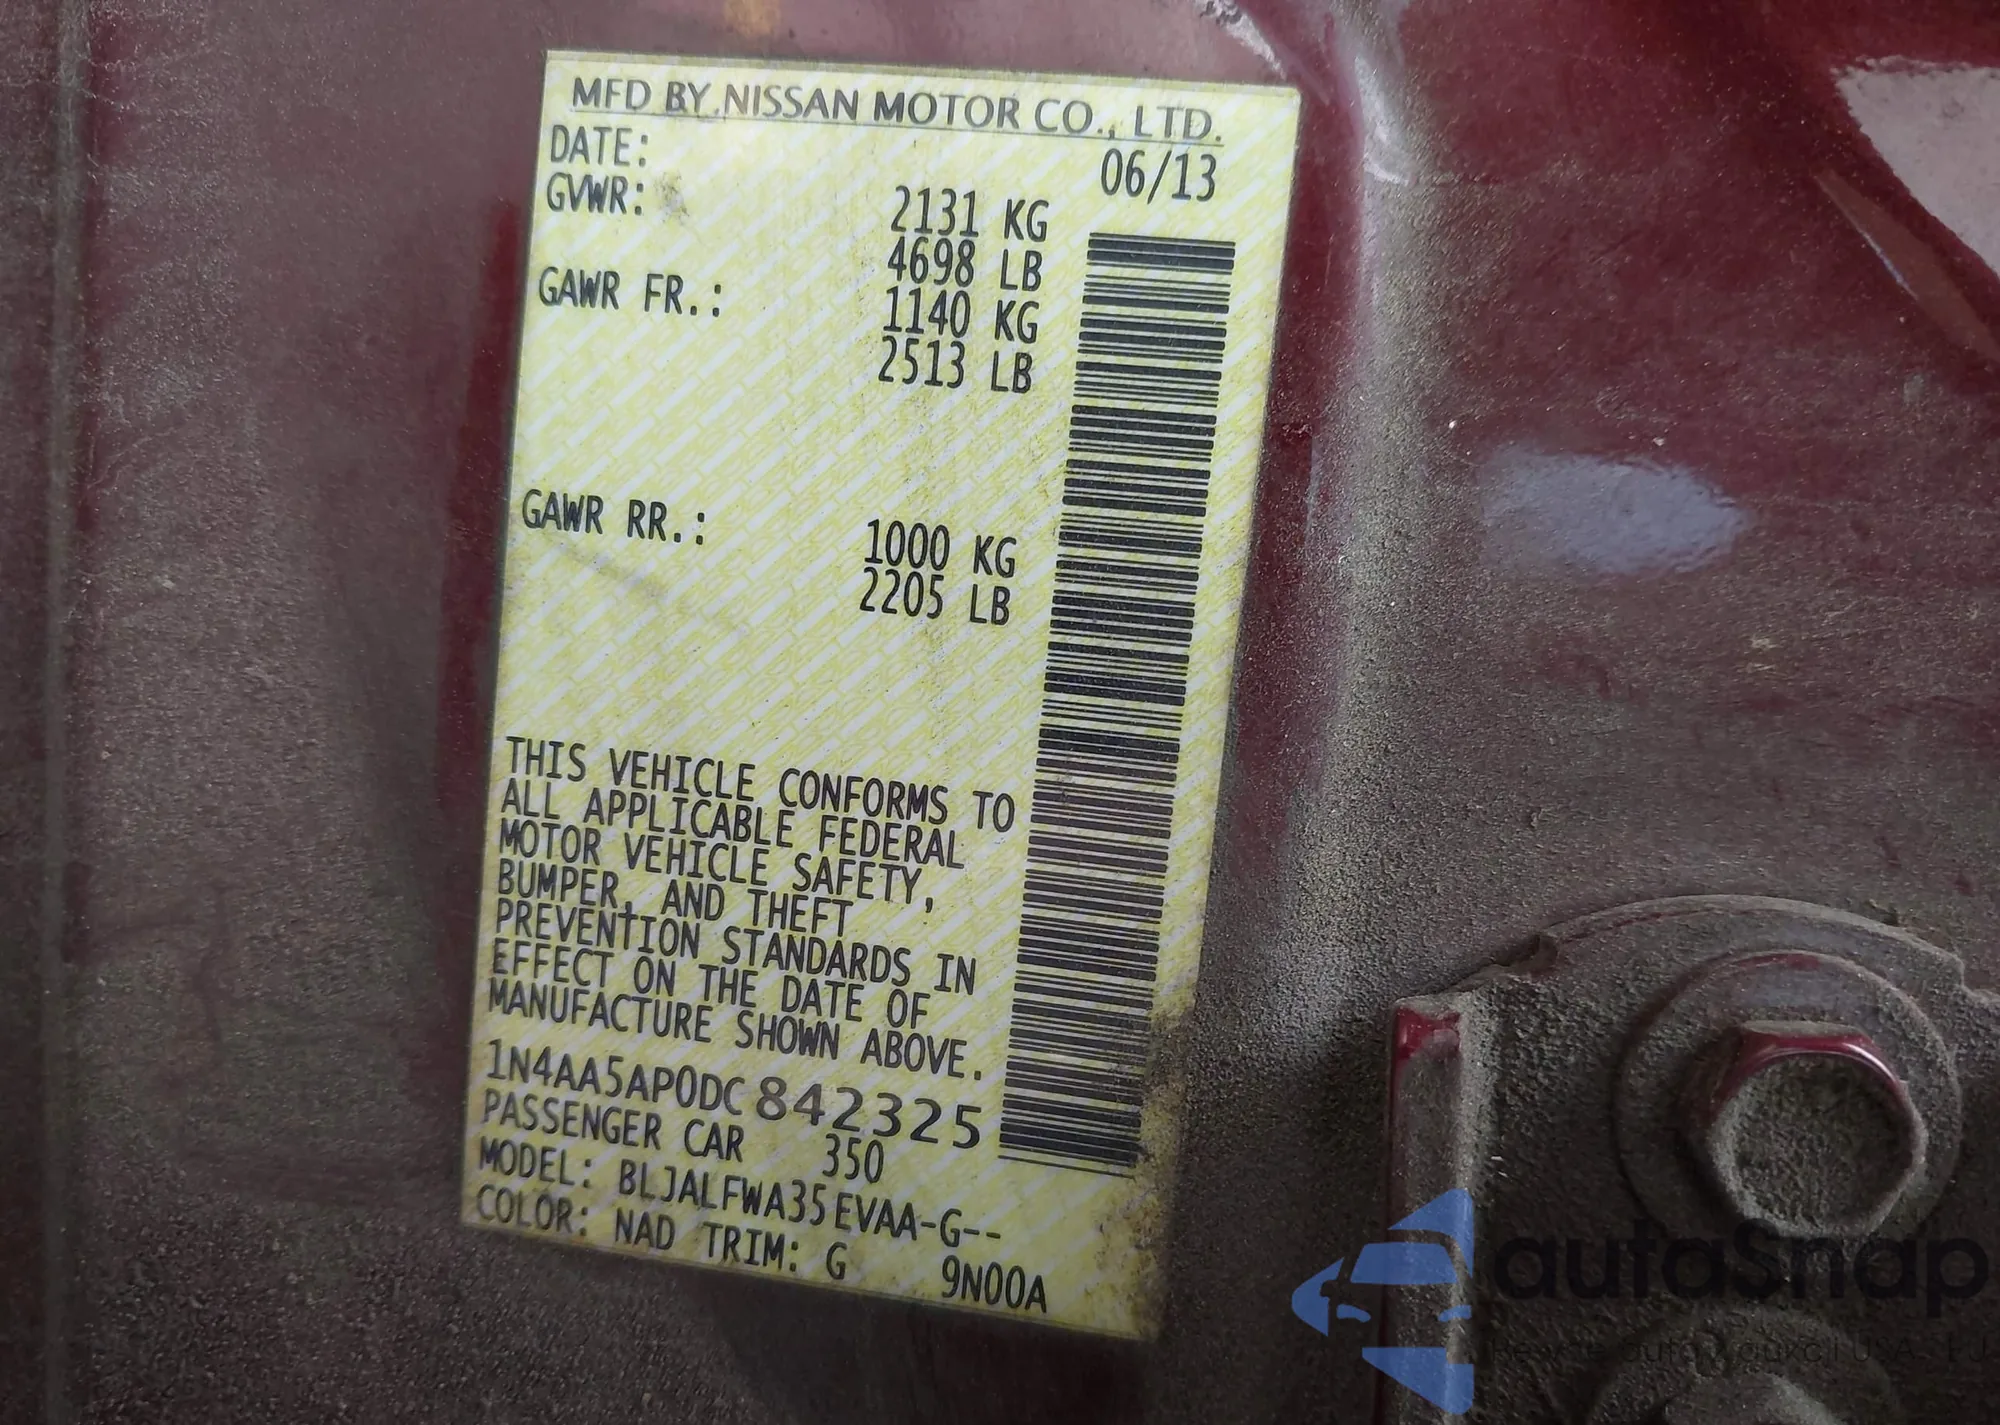 MFD BY NISSAN MOTOR CO., LTD.
DATE: 06/13
GVWR: 2131 KG
4698 LB
GAWR FR.: 1140 KG
2513 LB
GAWR RR.: 1000 KG
2205 LB
THIS VEHICLE CONFORMS TO
ALL APPLICABLE FEDERAL
MOTOR VEHICLE SAFETY,
BUMPER, AND THEFT
PREVENTION STANDARDS IN
EFFECT ON THE DATE OF
MANUFACTURE SHOWN ABOVE.
1N4AA5AP0DC842325
PASSENGER CAR 350
MODEL: BLJALFWA35EVAA-G--
COLOR: NAD TRIM: G 9N00A
autoSnap